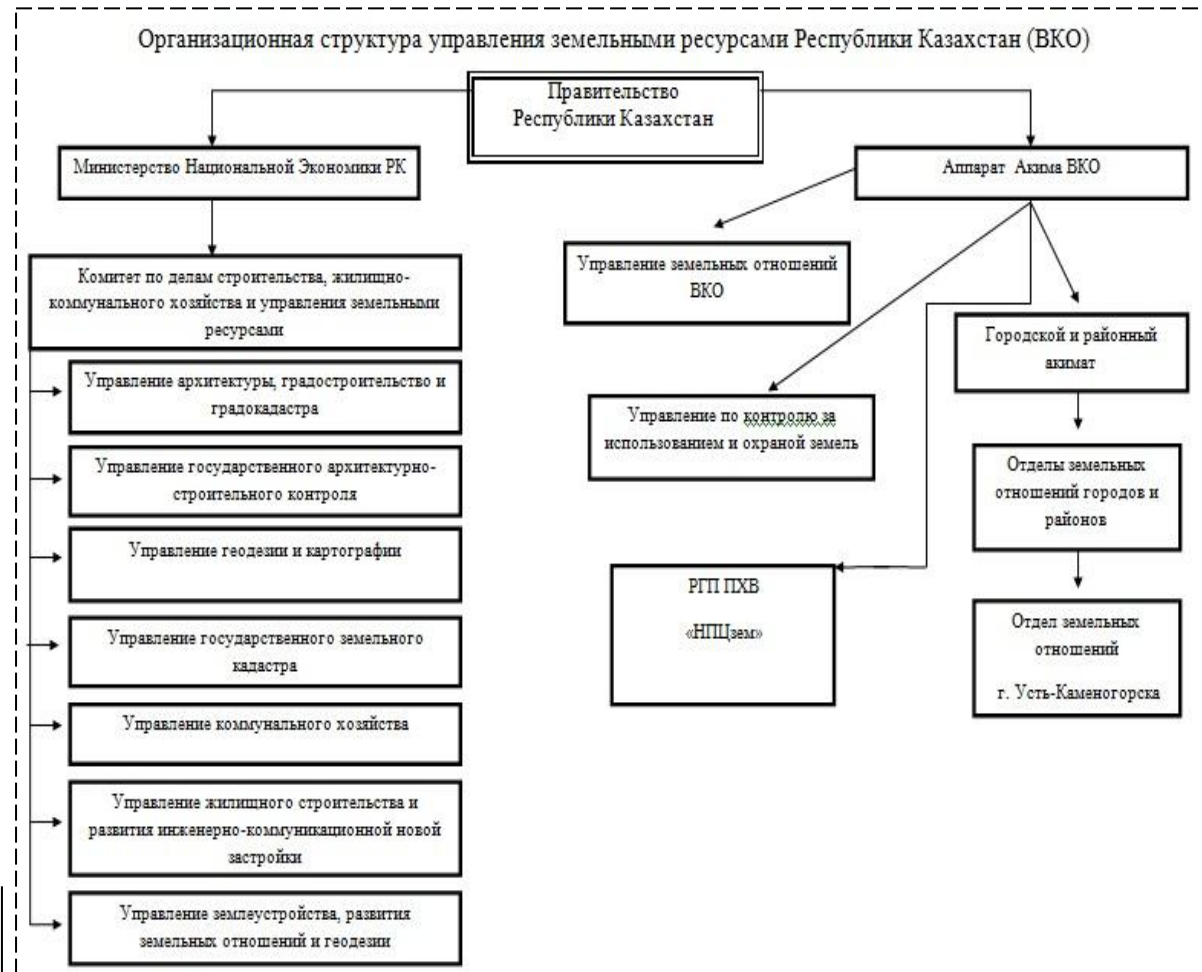 Организационная структура управления земельными ресурсами Республики Казахстан (ВКО)
Правительство
Республики Казахстан
Министерство Национальной Экономики РК
Комитет по делам строительства, жилищно-
коммунального хозяйства и управления земельными
ресурсами
Управление архитектуры, градостроительство и
градокадастра
Управление государственного архитектурно-
строительного контроля
Управление геодезии и картографии
Управление государственного земельного
кадастра
Управление коммунального хозяйства
Управление жилищного строительства и
развития инженерно-коммуникационной новой
застройки
Управление землеустройства, развития
земельных отношений и геодезии
Аппарат Акима ВКО
Управление земельных отношений
ВКО
Управление по контролю за
использованием и охраной земель
РГП ПХВ
«НПЦзем»
Городской и районный
акимат
Отделы земельных
отношений городов и
районов
Отдел земельных
отношений
г. Усть-Каменогорска